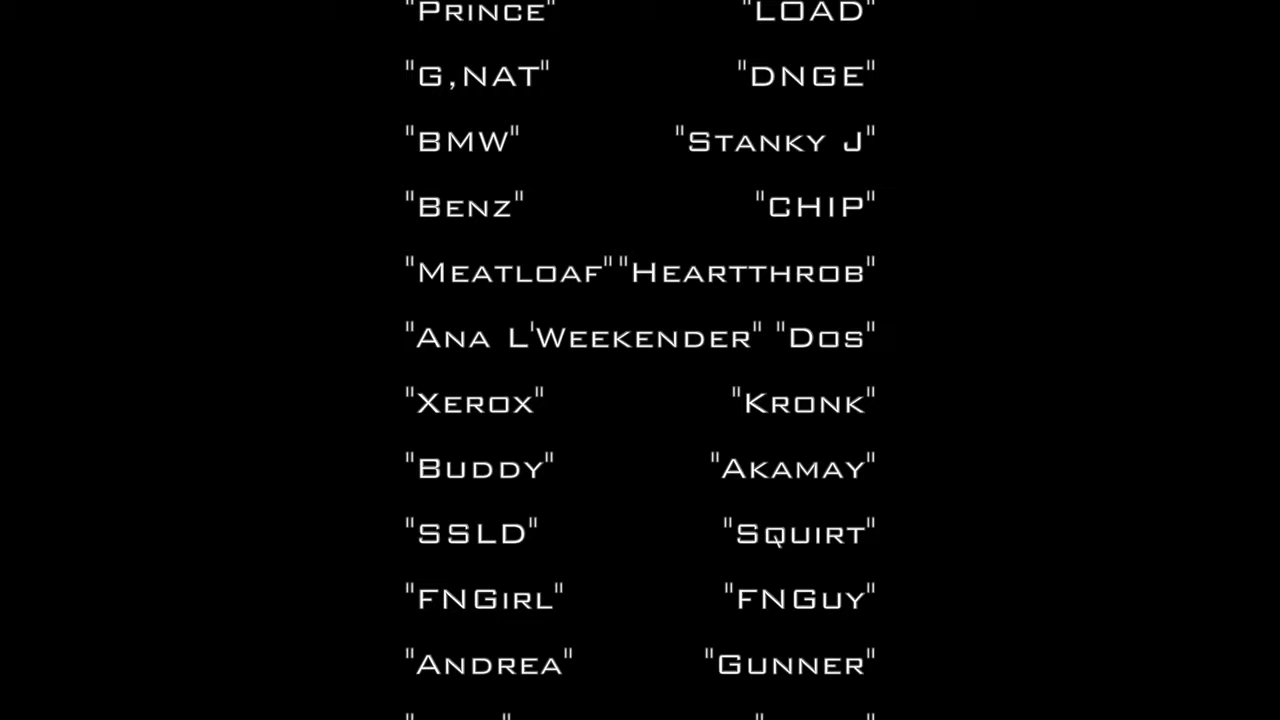 "Prince" "LOAD"
"G,NAT" "DNGE"
"BMW" "Stanky J"
"Benz" "CHIP"
"Meatloaf" "Heartthrob"
"Ana L'Weekender" "Dos"
"Xerox" "Kronk"
"Buddy" "Akamay"
"SSLD" "Squirt"
"FNGirl" "FNGuy"
"Andrea" "Gunner"